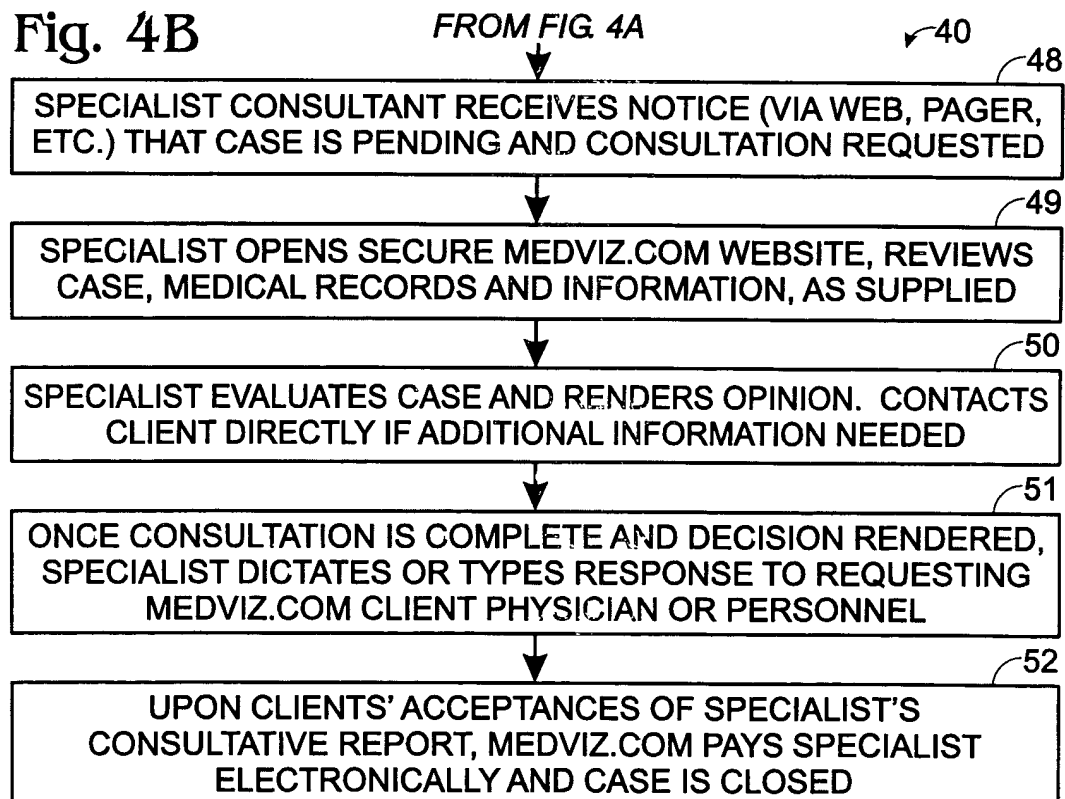 Fig. 4B
FROM FIG. 4A
40
48
SPECIALIST CONSULTANT RECEIVES NOTICE (VIA WEB, PAGER,
ETC.) THAT CASE IS PENDING AND CONSULTATION REQUESTED
49
SPECIALIST OPENS SECURE MEDVIZ.COM WEBSITE, REVIEWS
CASE, MEDICAL RECORDS AND INFORMATION, AS SUPPLIED
50
SPECIALIST EVALUATES CASE AND RENDERS OPINION. CONTACTS
CLIENT DIRECTLY IF ADDITIONAL INFORMATION NEEDED
51
ONCE CONSULTATION IS COMPLETE AND DECISION RENDERED,
SPECIALIST DICTATES OR TYPES RESPONSE TO REQUESTING
MEDVIZ.COM CLIENT PHYSICIAN OR PERSONNEL
52
UPON CLIENTS' ACCEPTANCES OF SPECIALIST'S
CONSULTATIVE REPORT, MEDVIZ.COM PAYS SPECIALIST
ELECTRONICALLY AND CASE IS CLOSED